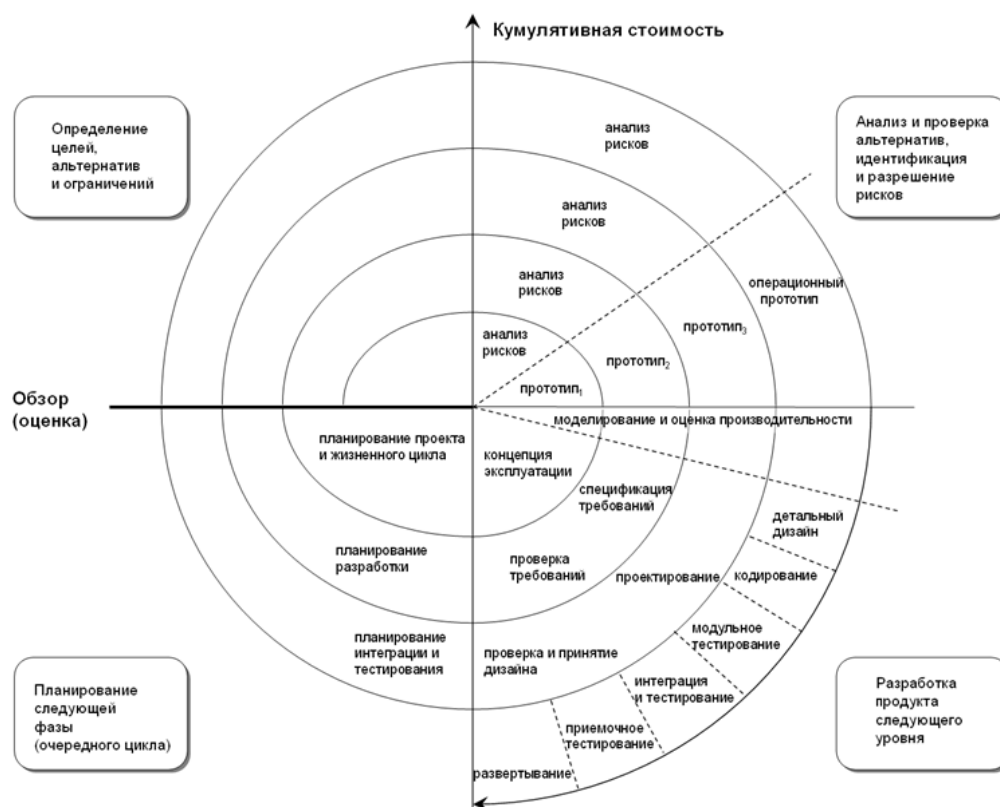 Кумулятивная стоимость
Определение
целей,
альтернатив
и ограничений
Анализ и проверка
альтернатив,
идентификация
и разрешение
рисков
анализ
рисков
анализ
рисков
анализ
рисков
анализ
рисков
операционный
прототип
прототип3
прототип2
прототип1
Обзор
(оценка)
моделирование и оценка производительности
планирование проекта
и жизненного цикла
концепция
эксплуатации
спецификация
требований
детальный
дизайн
планирование
разработки
проверка
требований
проектирование
кодирование
планирование
интеграции и
тестирования
проверка и принятие
дизайна
модульное
тестирование
интеграция
и тестирование
приемочное
тестирование
развертывание
Планирование
следующей
фазы
(очередного цикла)
Разработка
продукта
следующего
уровня